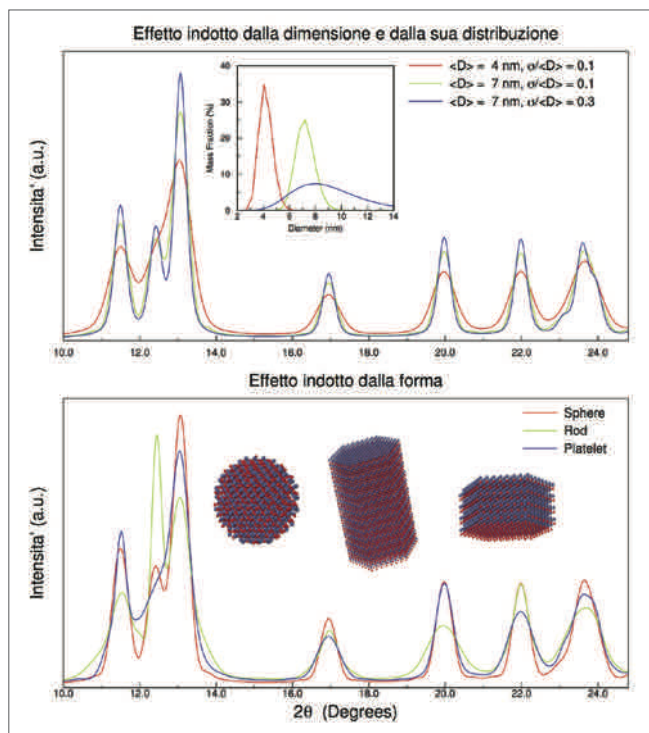 Effetto indotto dalla dimensione e dalla sua distribuzione
<D> = 4 nm, σ/<D> = 0.1
<D> = 7 nm, σ/<D> = 0.1
<D> = 7 nm, σ/<D> = 0.3
40
30
20
10
0
Mass Fraction (%)
2 4 6 8 10 12 14
Diameter (nm)
Intensita' (a.u.)
10.0 12.0 14.0 16.0 18.0 20.0 22.0 24.0
Effetto indotto dalla forma
Sphere
Rod
Platelet
Intensita' (a.u.)
10.0 12.0 14.0 16.0 18.0 20.0 22.0 24.0
2θ (Degrees)